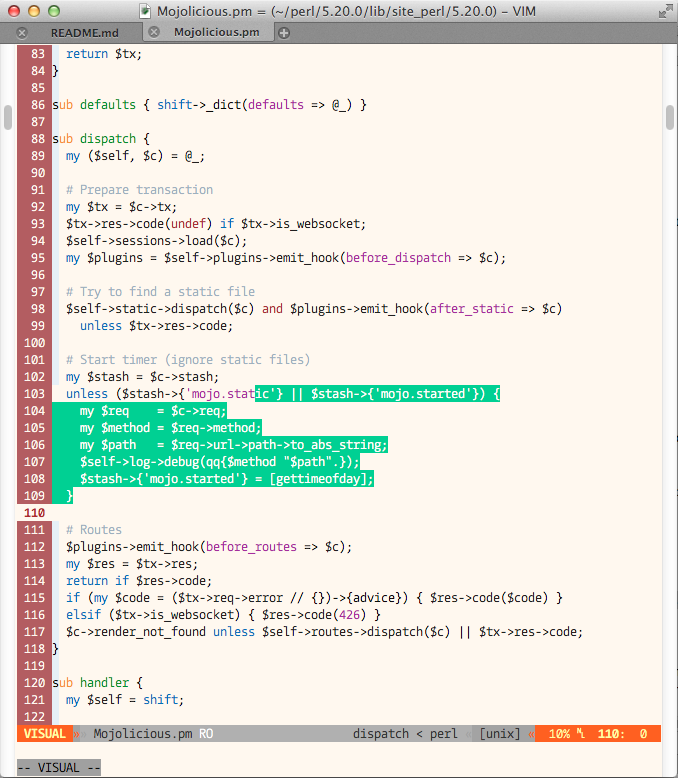 Mojolicious.pm = (~/perl/5.20.0/lib/site_perl/5.20.0) – VIM
README.md Mojolicious.pm
83 return $tx;
84 }
85
86 sub defaults { shift->_dict(defaults => @_) }
87
88 sub dispatch {
89 my ($self, $c) = @_;
90
91 # Prepare transaction
92 my $tx = $c->tx;
93 $tx->res->code(undef) if $tx->is_websocket;
94 $self->sessions->load($c);
95 my $plugins = $self->plugins->emit_hook(before_dispatch => $c);
96
97 # Try to find a static file
98 $self->static->dispatch($c) and $plugins->emit_hook(after_static => $c)
99 unless $tx->res->code;
100
101 # Start timer (ignore static files)
102 my $stash = $c->stash;
103 unless ($stash->{'mojo.static'} || $stash->{'mojo.started'}) {
104 my $req    = $c->req;
105 my $method = $req->method;
106 my $path   = $req->url->path->to_abs_string;
107 $self->log->debug(qq{$method "$path".});
108 $stash->{'mojo.started'} = [gettimeofday];
109 }
110
111 # Routes
112 $plugins->emit_hook(before_routes => $c);
113 my $res = $tx->res;
114 return if $res->code;
115 if (my $code = ($tx->req->error // {})->{advice}) { $res->code($code) }
116 elsif ($tx->is_websocket) { $res->code(426) }
117 $c->render_not_found unless $self->routes->dispatch($c) || $tx->res->code;
118 }
119
120 sub handler {
121 my $self = shift;
122
VISUAL » Mojolicious.pm RO dispatch < perl « [unix] « 10% 110: 0
-- VISUAL --